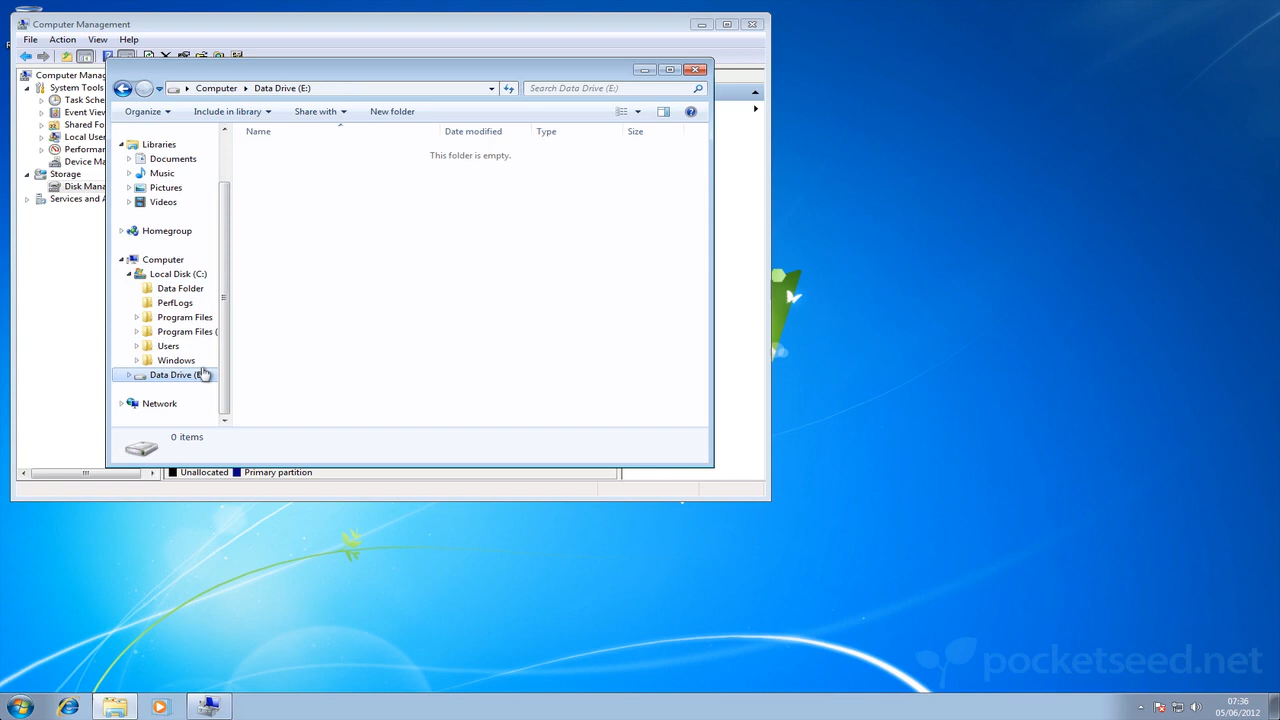 Computer Management
File Action View Help
Computer Manag
System Tools
Task Sche
Event View
Shared Fo
Local User
Performa
Device Ma
Storage
Disk Mana
Services and A
Computer Data Drive (E:)
Search Data Drive (E:)
Organize Include in library Share with New folder
Name Date modified Type Size
This folder is empty.
Libraries
Documents
Music
Pictures
Videos
Homegroup
Computer
Local Disk (C:)
Data Folder
PerfLogs
Program Files
Program Files (
Users
Windows
Data Drive (E
Network
0 items
Unallocated Primary partition
pocketseed.net
07:36
05/06/2012